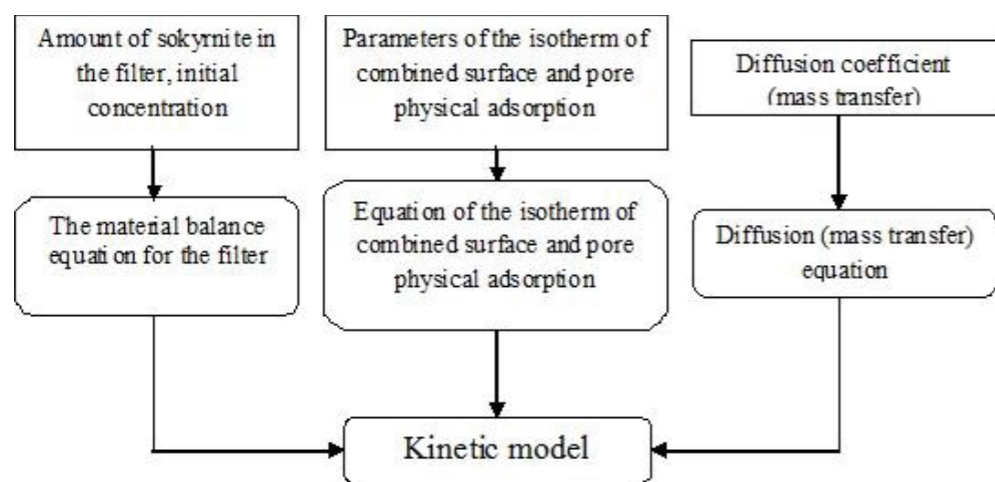 Amount of sokyrnite in
the filter, initial
concentration
Parameters of the isotherm of
combined surface and pore
physical adsorption
Diffusion coefficient
(mass transfer)
The material balance
equation for the filter
Equation of the isotherm of
combined surface and pore
physical adsorption
Diffusion (mass transfer)
equation
Kinetic model